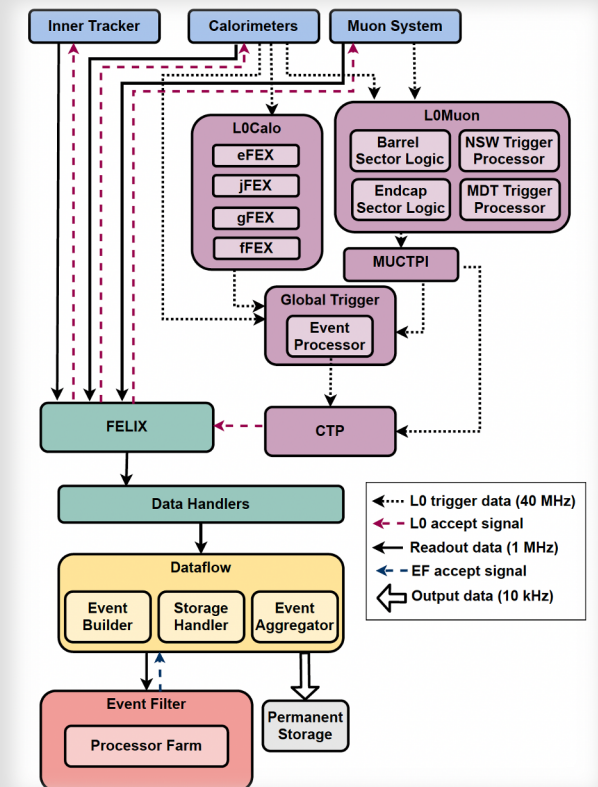 Inner Tracker
Calorimeters
Muon System
L0Calo
eFEX
jFEX
gFEX
fFEX
L0Muon
Barrel
Sector Logic
NSW Trigger
Processor
Endcap
Sector Logic
MDT Trigger
Processor
MUCTPI
Global Trigger
Event
Processor
FELIX
CTP
Data Handlers
L0 trigger data (40 MHz)
L0 accept signal
Readout data (1 MHz)
EF accept signal
Output data (10 kHz)
Dataflow
Event
Builder
Storage
Handler
Event
Aggregator
Event Filter
Processor Farm
Permanent
Storage